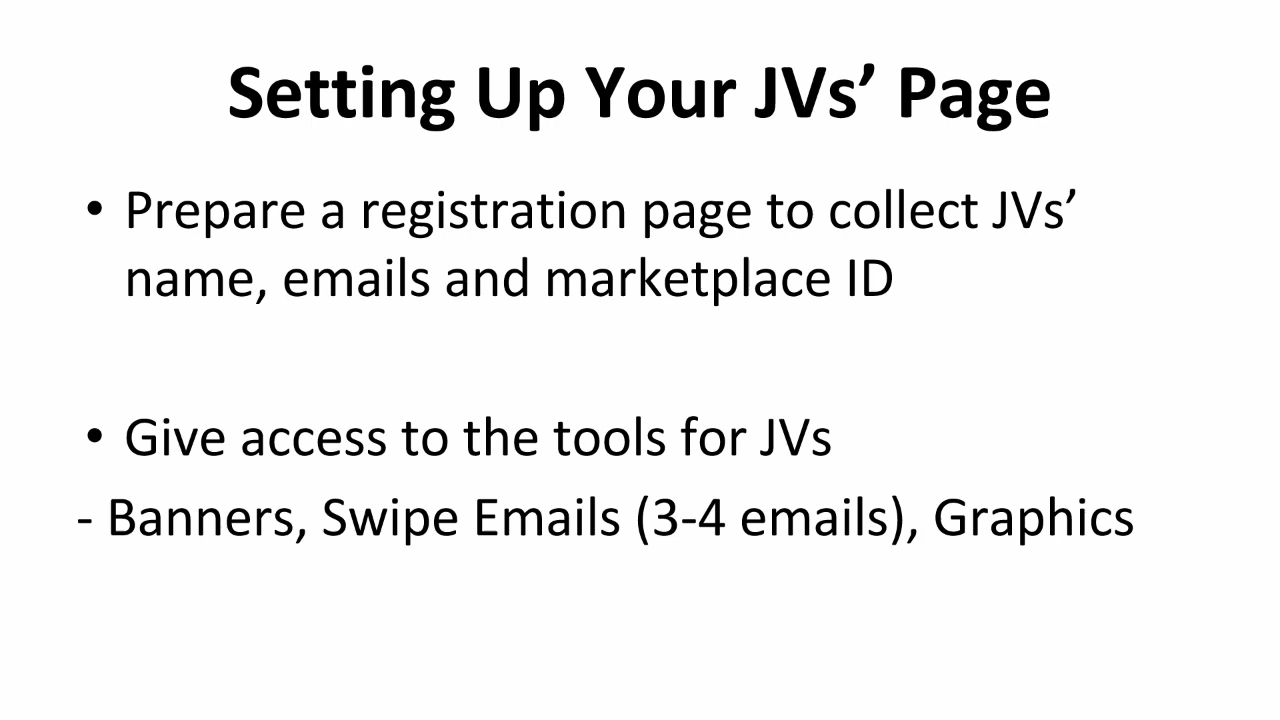 Setting Up Your JVs’ Page
• Prepare a registration page to collect JVs’
name, emails and marketplace ID
• Give access to the tools for JVs
- Banners, Swipe Emails (3-4 emails), Graphics